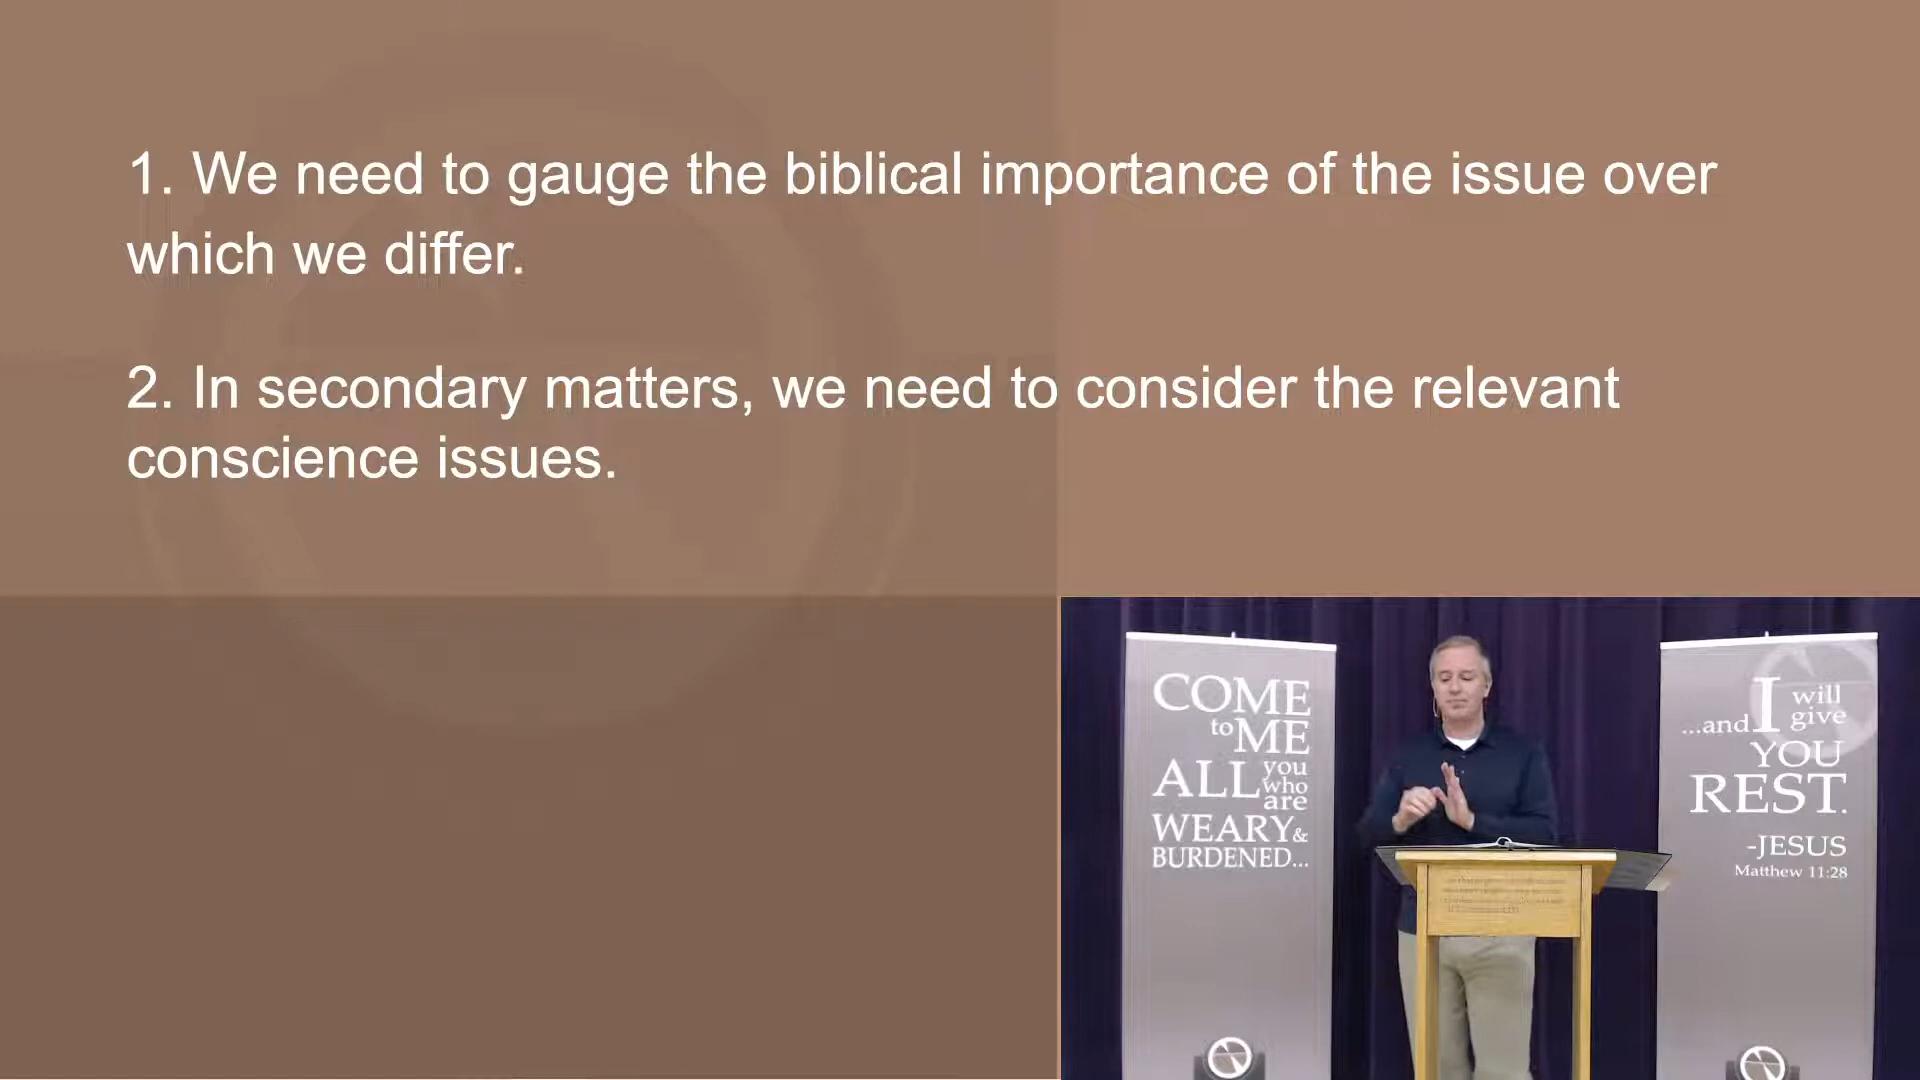 1. We need to gauge the biblical importance of the issue over
which we differ.
2. In secondary matters, we need to consider the relevant
conscience issues.
COME
to ME
ALL you who are
WEARY &
BURDENED...
...and I will give
YOU
REST.
-JESUS
Matthew 11:28